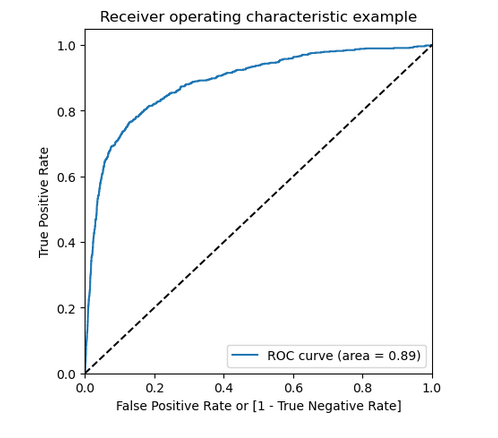 Receiver operating characteristic example
True Positive Rate
1.0
0.8
0.6
0.4
0.2
0.0
ROC curve (area = 0.89)
0.0 0.2 0.4 0.6 0.8 1.0
False Positive Rate or [1 - True Negative Rate]